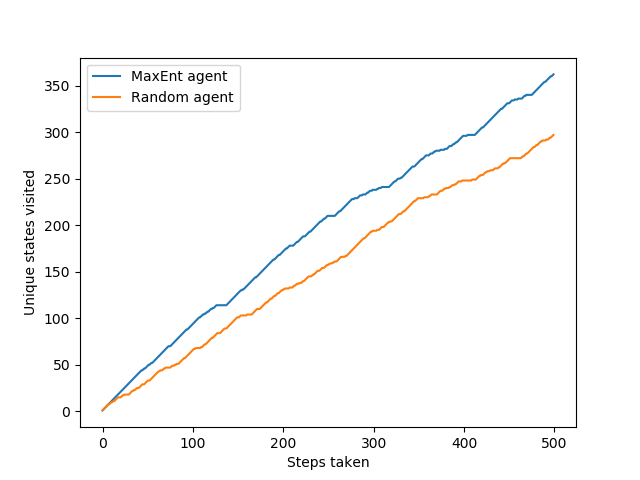 MaxEnt agent
Random agent
350
300
250
200
150
100
50
0
Unique states visited
0 100 200 300 400 500
Steps taken